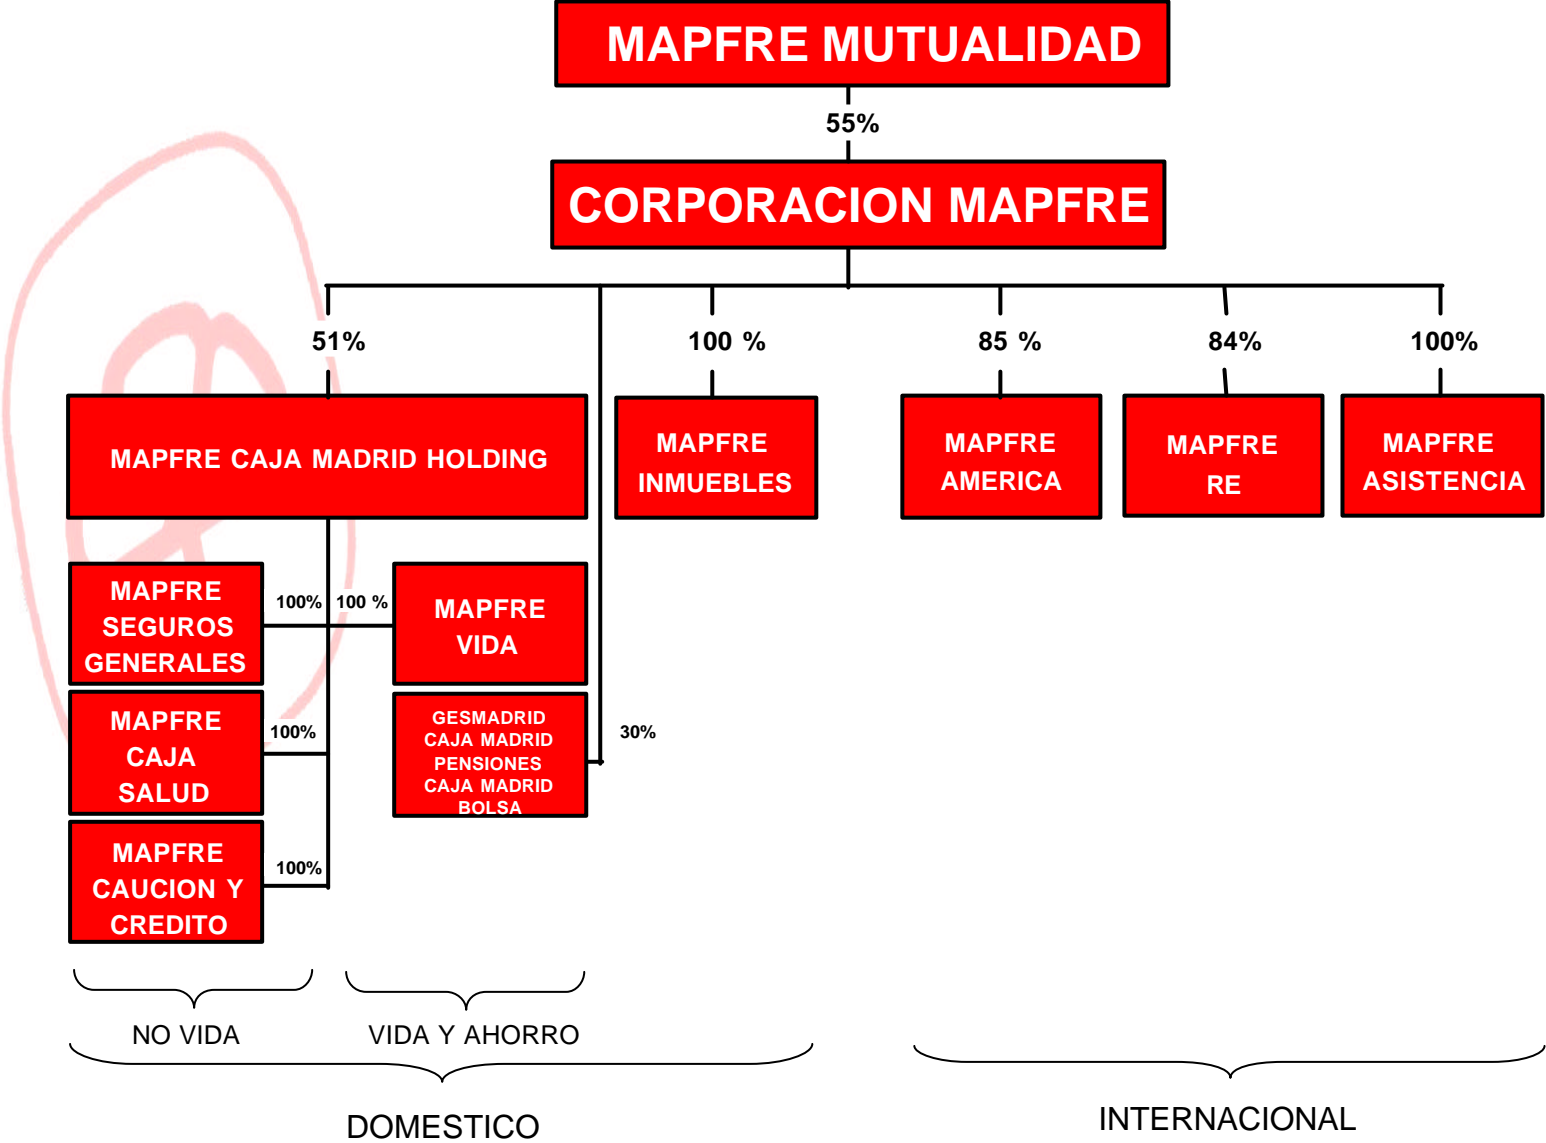 MAPFRE MUTUALIDAD
55%
CORPORACION MAPFRE
51%
100 %
85 %
84%
100%
MAPFRE CAJA MADRID HOLDING
MAPFRE
INMUEBLES
MAPFRE
AMERICA
MAPFRE
RE
MAPFRE
ASISTENCIA
MAPFRE
SEGUROS
GENERALES
100%
100 %
MAPFRE
VIDA
MAPFRE
CAJA
SALUD
100%
GESMADRID
CAJA MADRID
PENSIONES
CAJA MADRID
BOLSA
30%
MAPFRE
CAUCION Y
CREDITO
100%
NO VIDA
VIDA Y AHORRO
DOMESTICO
INTERNACIONAL